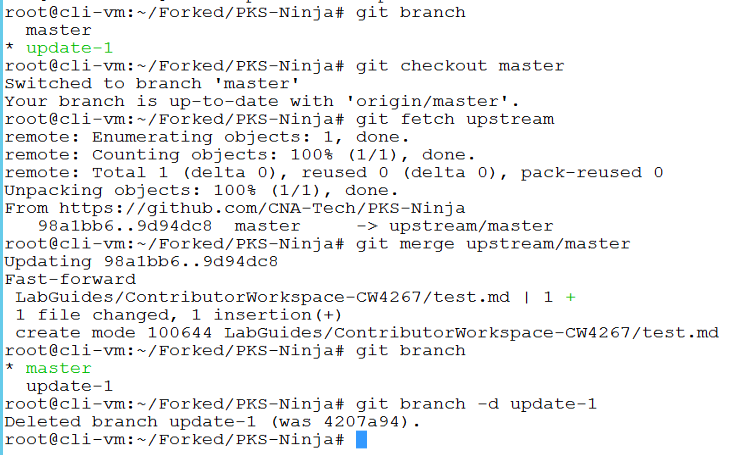 root@cli-vm:~/Forked/PKS-Ninja# git branch
  master
* update-1
root@cli-vm:~/Forked/PKS-Ninja# git checkout master
Switched to branch 'master'
Your branch is up-to-date with 'origin/master'.
root@cli-vm:~/Forked/PKS-Ninja# git fetch upstream
remote: Enumerating objects: 1, done.
remote: Counting objects: 100% (1/1), done.
remote: Total 1 (delta 0), reused 0 (delta 0), pack-reused 0
Unpacking objects: 100% (1/1), done.
From https://github.com/CNA-Tech/PKS-Ninja
   98a1bb6..9d94dc8  master     -> upstream/master
root@cli-vm:~/Forked/PKS-Ninja# git merge upstream/master
Updating 98a1bb6..9d94dc8
Fast-forward
 LabGuides/ContributorWorkspace-CW4267/test.md | 1 +
 1 file changed, 1 insertion(+)
 create mode 100644 LabGuides/ContributorWorkspace-CW4267/test.md
root@cli-vm:~/Forked/PKS-Ninja# git branch
* master
  update-1
root@cli-vm:~/Forked/PKS-Ninja# git branch -d update-1
Deleted branch update-1 (was 4207a94).
root@cli-vm:~/Forked/PKS-Ninja#